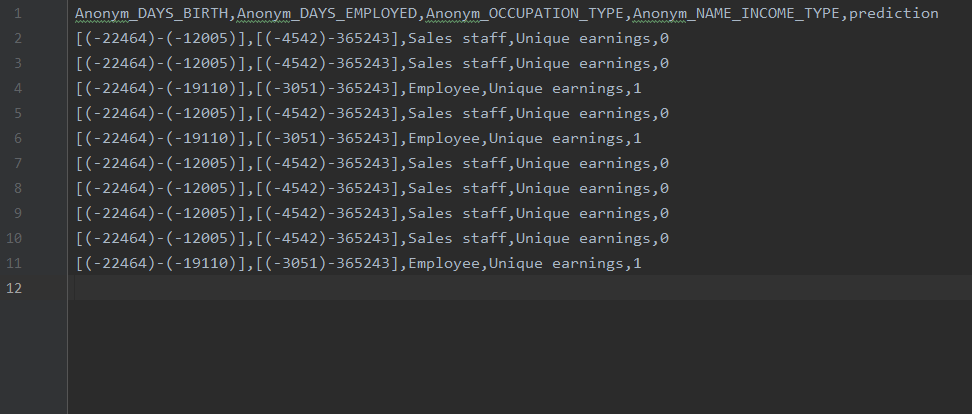 1 Anonym_DAYS_BIRTH,Anonym_DAYS_EMPLOYED,Anonym_OCCUPATION_TYPE,Anonym_NAME_INCOME_TYPE,prediction
2 [(-22464)-(-12005)],[(-4542)-365243],Sales staff,Unique earnings,0
3 [(-22464)-(-12005)],[(-4542)-365243],Sales staff,Unique earnings,0
4 [(-22464)-(-19110)],[(-3051)-365243],Employee,Unique earnings,1
5 [(-22464)-(-12005)],[(-4542)-365243],Sales staff,Unique earnings,0
6 [(-22464)-(-19110)],[(-3051)-365243],Employee,Unique earnings,1
7 [(-22464)-(-12005)],[(-4542)-365243],Sales staff,Unique earnings,0
8 [(-22464)-(-12005)],[(-4542)-365243],Sales staff,Unique earnings,0
9 [(-22464)-(-12005)],[(-4542)-365243],Sales staff,Unique earnings,0
10 [(-22464)-(-12005)],[(-4542)-365243],Sales staff,Unique earnings,0
11 [(-22464)-(-19110)],[(-3051)-365243],Employee,Unique earnings,1
12